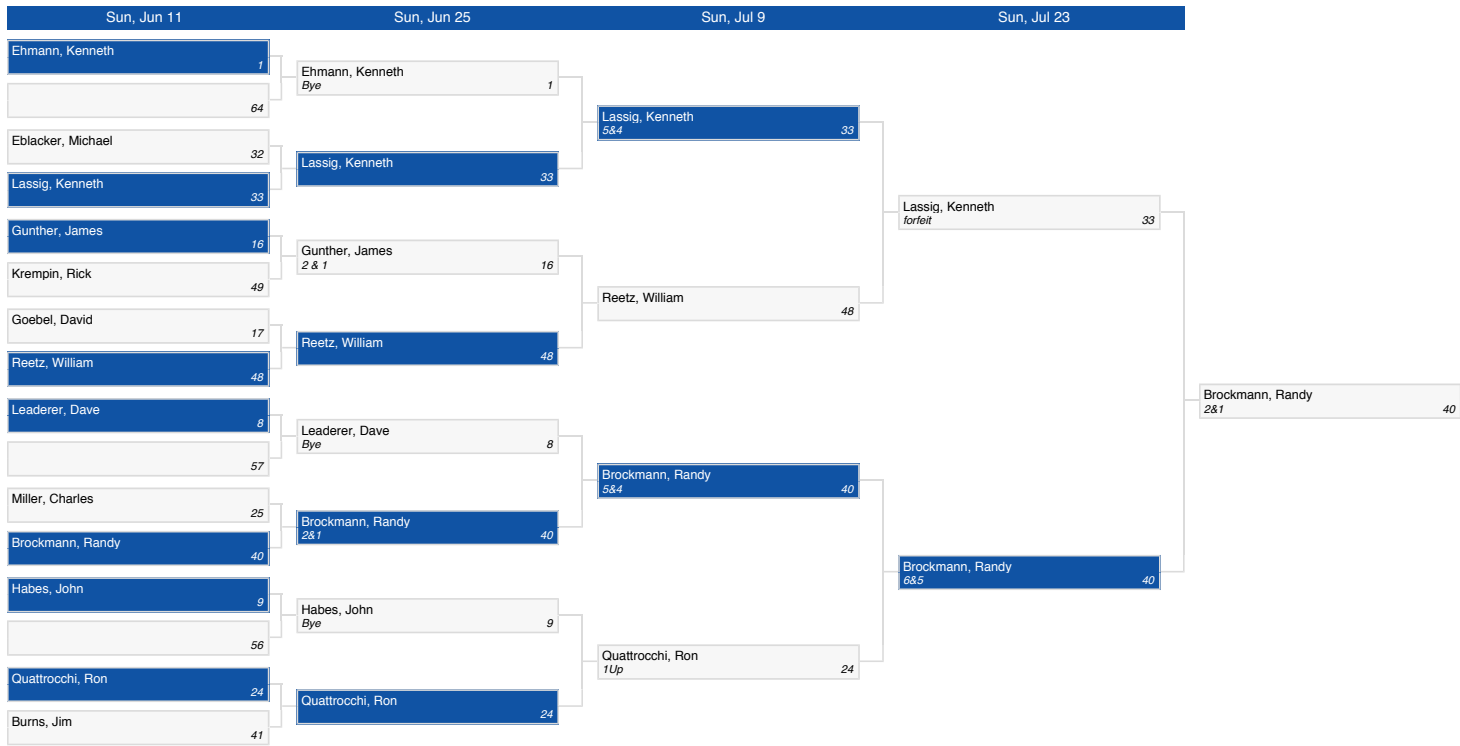 Sun, Jun 11
Sun, Jun 25
Sun, Jul 9
Sun, Jul 23
Ehmann, Kenneth
1
64
Eblacker, Michael
32
Lassig, Kenneth
33
Gunther, James
16
Krempin, Rick
49
Goebel, David
17
Reetz, William
48
Leaderer, Dave
8
57
Miller, Charles
25
Brockmann, Randy
40
Habes, John
9
56
Quattrocchi, Ron
24
Burns, Jim
41
Ehmann, Kenneth
Bye 1
Lassig, Kenneth
33
Gunther, James
2 & 1 16
Reetz, William
48
Leaderer, Dave
Bye 8
Brockmann, Randy
2&1 40
Habes, John
Bye 9
Quattrocchi, Ron
24
Lassig, Kenneth
5&4 33
Reetz, William
48
Brockmann, Randy
5&4 40
Quattrocchi, Ron
1Up 24
Lassig, Kenneth
forfeit 33
Brockmann, Randy
6&5 40
Brockmann, Randy
2&1 40